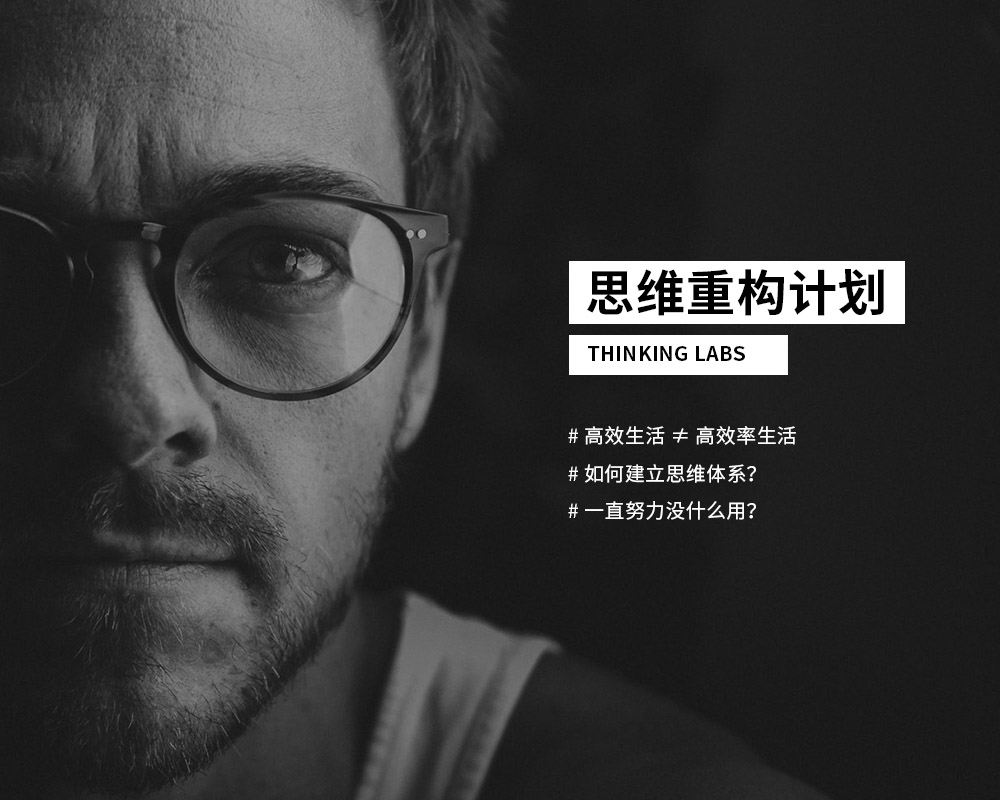 思维重构计划
THINKING LABS
# 高效生活 ≠ 高效率生活
# 如何建立思维体系？
# 一直努力没什么用？